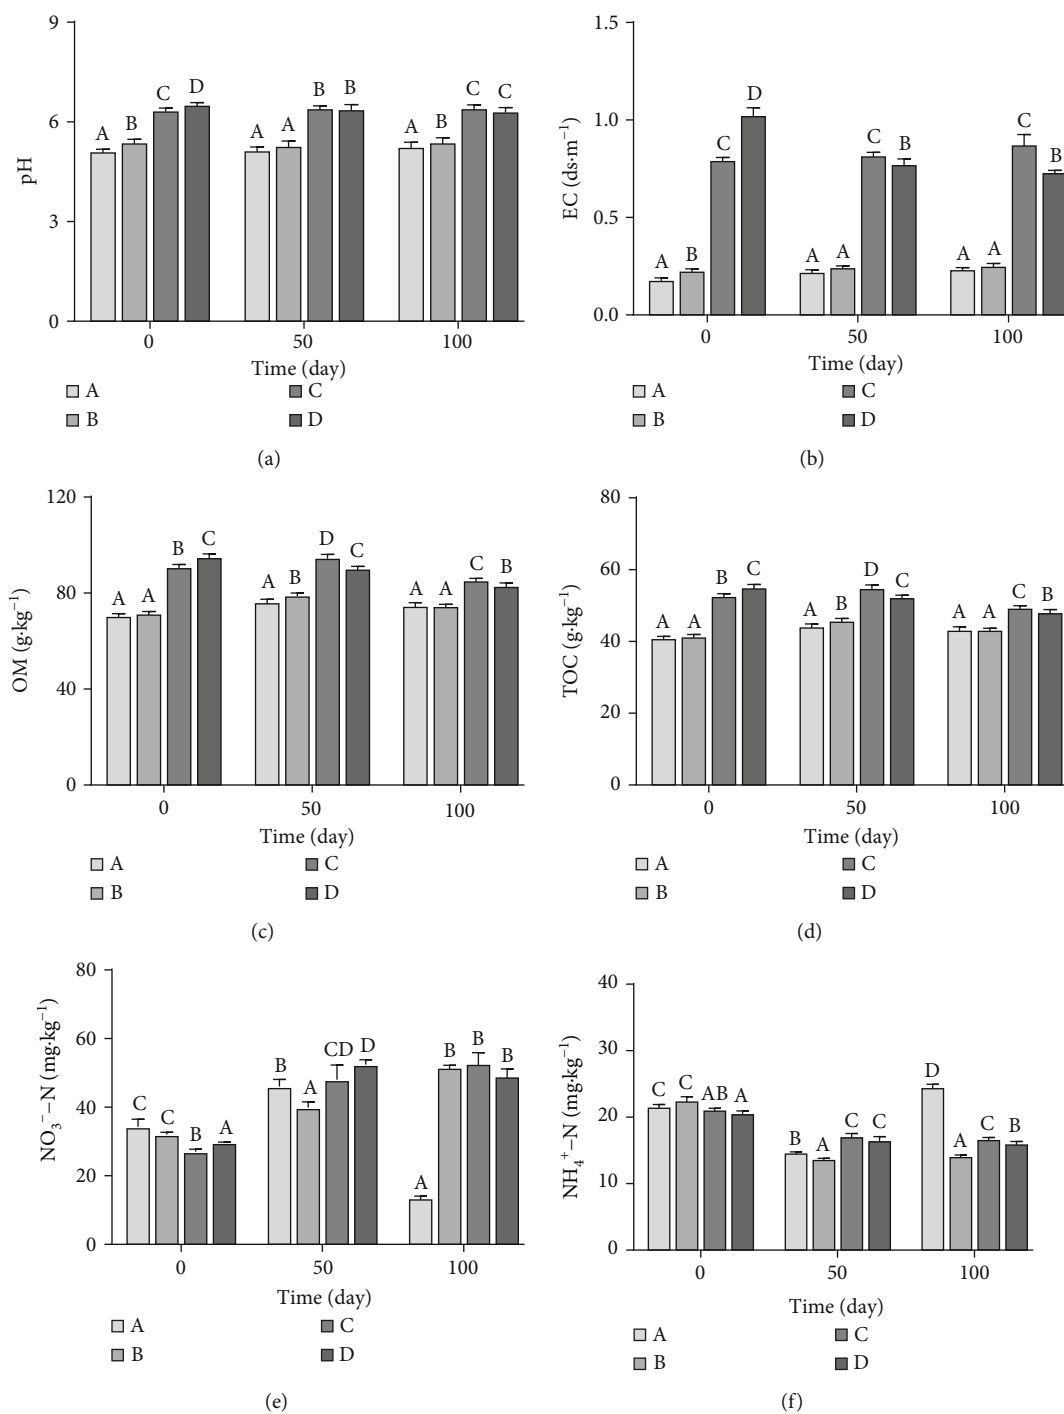 9
6
3
0
pH
A
B
C
D
A
A
B
B
A
B
C
C
0
50
100
Time (day)
A
C
B
D
(a)
1.5
1.0
0.5
0.0
EC (ds·m⁻¹)
A
B
C
D
A
A
C
B
A
A
C
B
0
50
100
Time (day)
A
C
B
D
(b)
120
80
40
0
OM (g·kg⁻¹)
A
A
B
C
A
B
D
C
A
A
C
B
0
50
100
Time (day)
A
C
B
D
(c)
80
60
40
20
0
TOC (g·kg⁻¹)
A
A
B
C
A
B
D
C
A
A
C
B
0
50
100
Time (day)
A
C
B
D
(d)
80
60
40
20
0
NO₃⁻–N (mg·kg⁻¹)
C
C
B
A
B
A
CD
D
A
B
B
B
0
50
100
Time (day)
A
C
B
D
(e)
40
30
20
10
0
NH₄⁺–N (mg·kg⁻¹)
C
C
AB
A
B
A
C
C
D
A
C
B
0
50
100
Time (day)
A
C
B
D
(f)